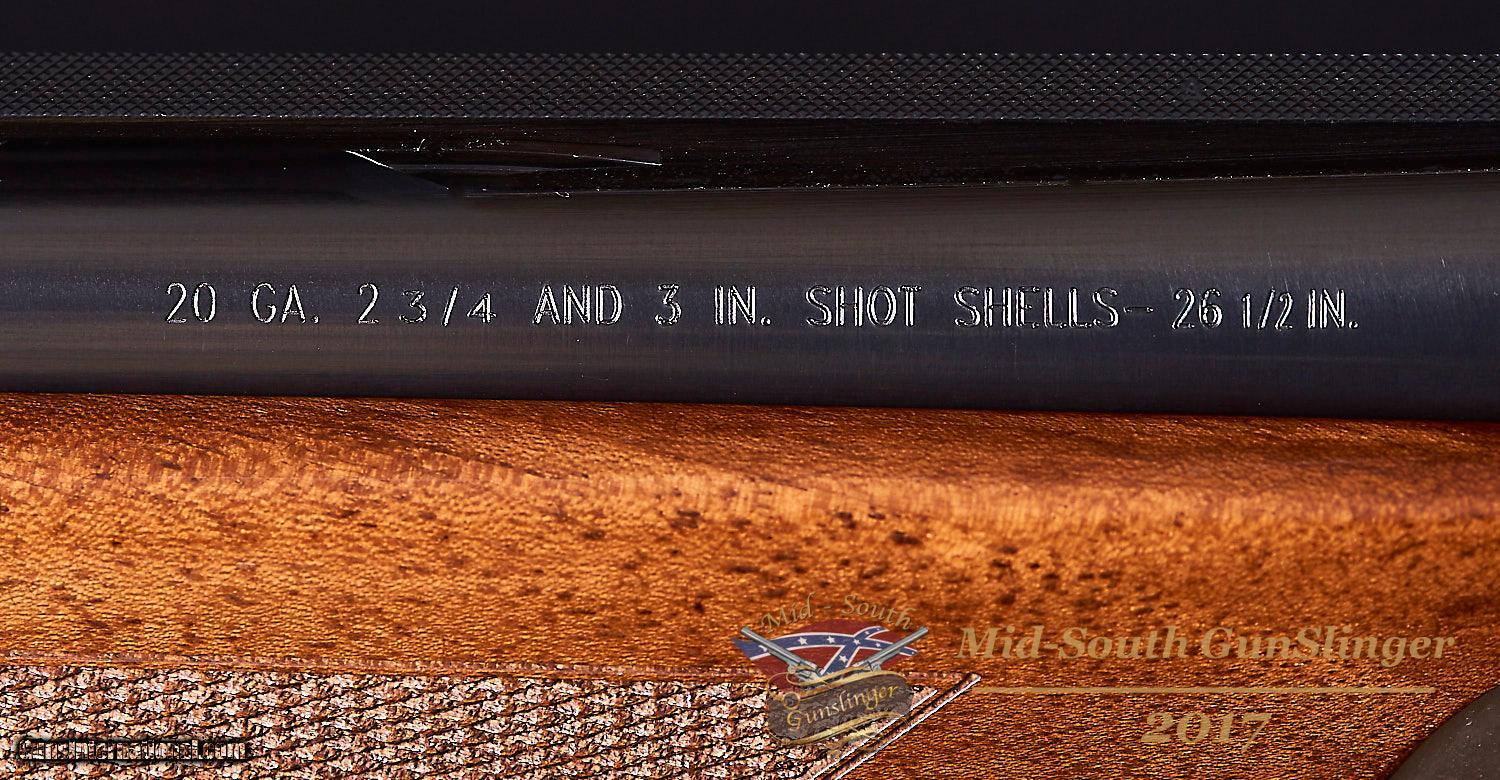 20 GA. 2 3/4 AND 3 IN. SHOT SHELLS- 26 1/2 IN.
Mid - South
Gunslinger
Mid-South GunSlinger
2017